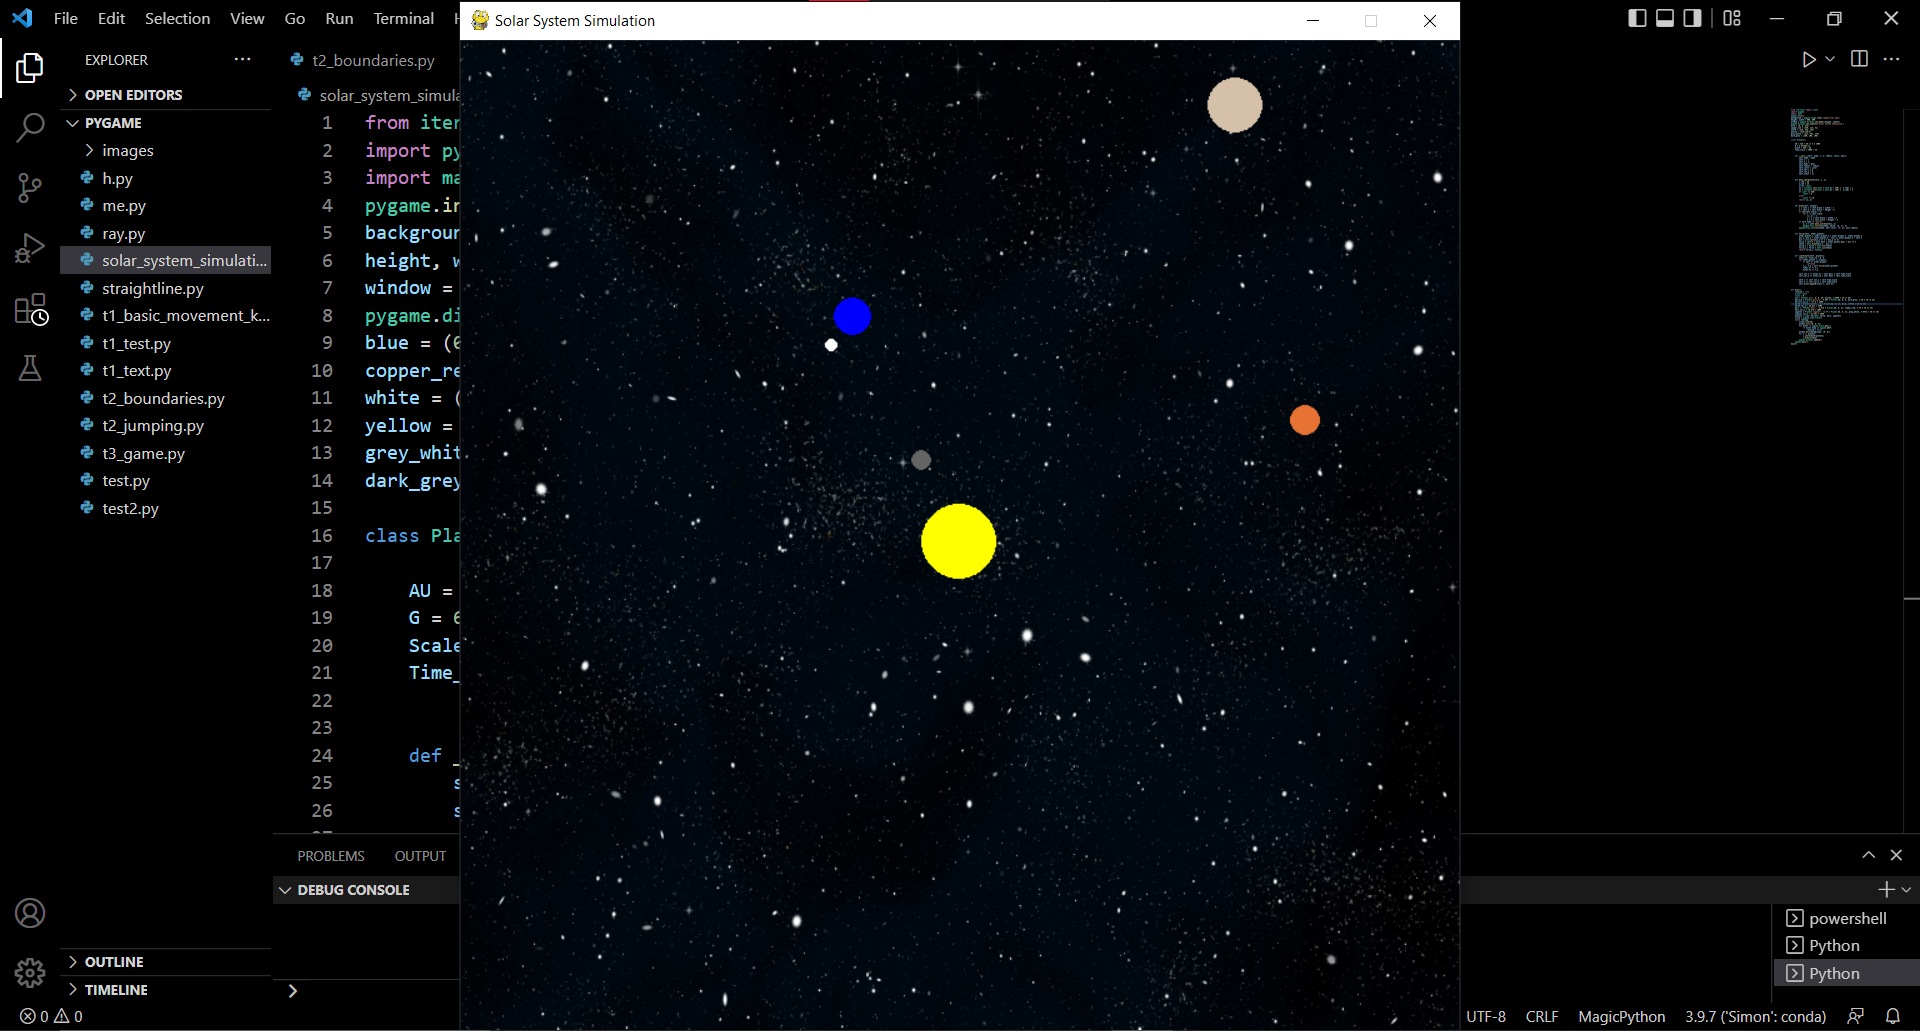 File Edit Selection View Go Run Terminal
Solar System Simulation
EXPLORER
OPEN EDITORS
PYGAME
images
h.py
me.py
ray.py
solar_system_simulati...
straightline.py
t1_basic_movement_k...
t1_test.py
t1_text.py
t2_boundaries.py
t2_jumping.py
t3_game.py
test.py
test2.py
OUTLINE
TIMELINE
t2_boundaries.py
solar_system_simula
1 from iter
2 import py
3 import ma
4 pygame.in
5 backgroun
6 height, w
7 window =
8 pygame.di
9 blue = (0
10 copper_re
11 white = (
12 yellow =
13 grey_whit
14 dark_grey
15
16 class Pla
17
18 AU =
19 G = 6
20 Scale
21 Time_
22
23
24 def _
25 s
26 s
PROBLEMS OUTPUT
DEBUG CONSOLE
powershell
Python
Python
0 0
UTF-8 CRLF MagicPython 3.9.7 ('Simon': conda)